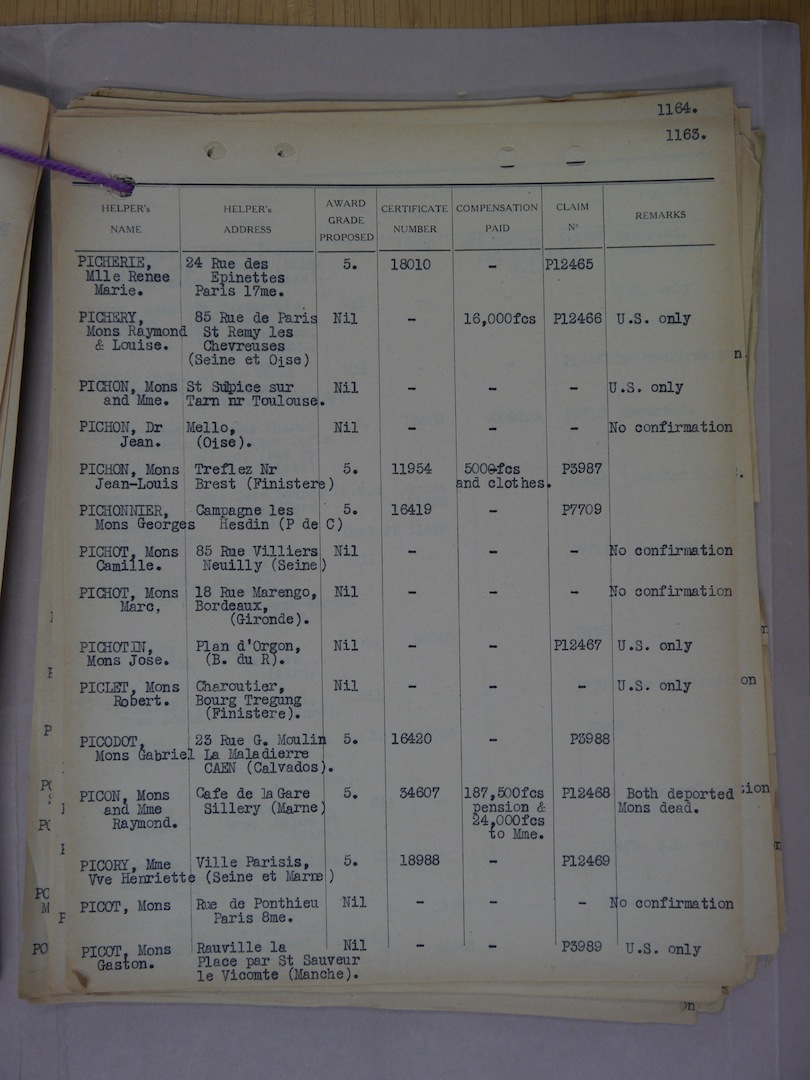 1164.
1163.
HELPER's NAME HELPER's ADDRESS AWARD GRADE PROPOSED CERTIFICATE NUMBER COMPENSATION PAID CLAIM No REMARKS
PICHERIE, 24 Rue des 5. 18010 - P12465
Mlle Renee Epinettes
Marie. Paris 17me.
PICHERY, 85 Rue de Paris Nil - 16,000fcs P12466 U.S. only
Mons Raymond St Remy les
& Louise. Chevreuses
(Seine et Oise)
PICHON, Mons St Sulpice sur Nil - - - U.S. only
and Mme. Tarn nr Toulouse.
PICHON, Dr Mello, Nil - - - No confirmation
Jean. (Oise).
PICHON, Mons Treflez Nr 5. 11954 5000fcs P3987
Jean-Louis Brest (Finistere) and clothes.
PICHONNIER, Campagne les 5. 16419 - P7709
Mons Georges Hesdin (P de C)
PICHOT, Mons 85 Rue Villiers Nil - - - No confirmation
Camille. Neuilly (Seine)
PICHOT, Mons 18 Rue Marengo, Nil - - - No confirmation
Marc, Bordeaux,
(Gironde).
PICHOTIN, Plan d'Orgon, Nil - - P12467 U.S. only
Mons Jose. (B. du R).
PICLET, Mons Charoutier, Nil - - - U.S. only
Robert. Bourg Tregung
(Finistere).
PICODOT, 23 Rue G. Moulin 5. 16420 - P3988
Mons Gabriel La Maladierre
CAEN (Calvados).
PICON, Mons Cafe de la Gare 5. 34607 187,500fcs P12468 Both deported
and Mme Sillery (Marne) pension & Mons dead.
Raymond. 24,000fcs
to Mme.
PICORY, Mme Ville Parisis, 5. 18988 - P12469
Vve Henriette (Seine et Marne)
PICOT, Mons Rue de Ponthieu Nil - - - No confirmation
Paris 8me.
PICOT, Mons Rauville la Nil - - P3989 U.S. only
Gaston. Place par St Sauveur
le Vicomte (Manche).